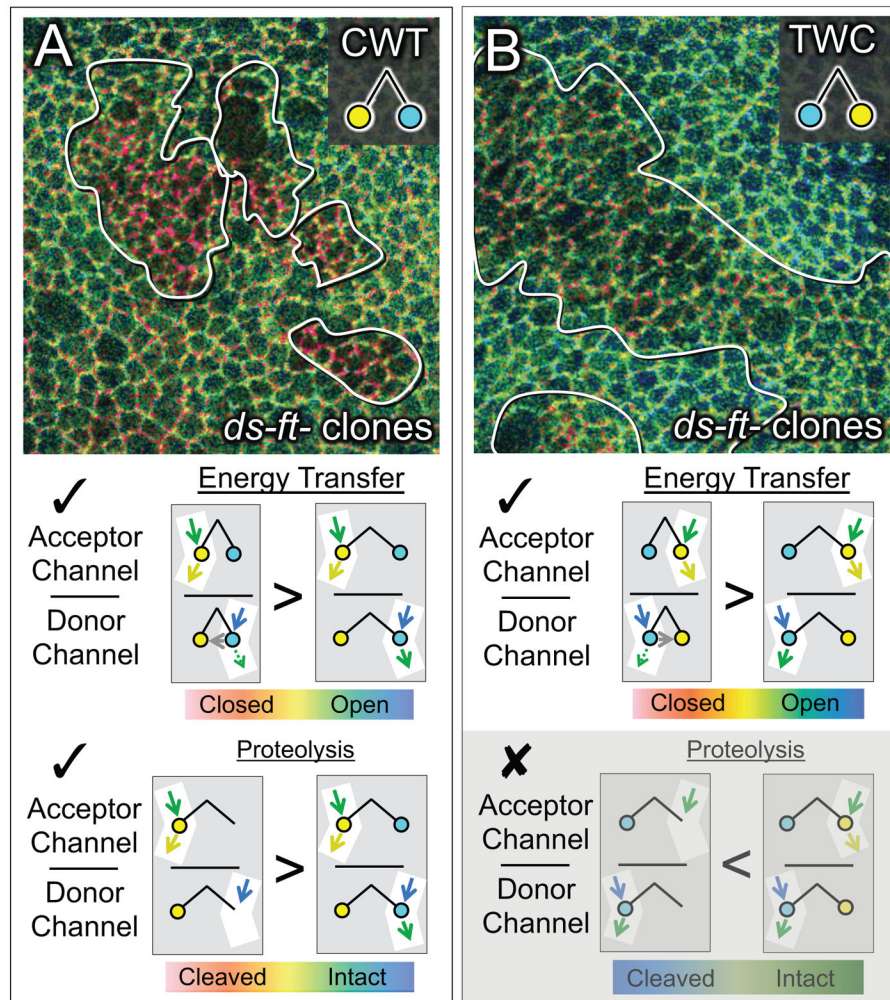 A
CWT
ds-ft- clones
Energy Transfer
✓
Acceptor
Channel
Donor
Channel
>
Closed
Open
Proteolysis
✓
Acceptor
Channel
Donor
Channel
>
Cleaved
Intact
B
TWC
ds-ft- clones
Energy Transfer
✓
Acceptor
Channel
Donor
Channel
>
Closed
Open
Proteolysis
✘
Acceptor
Channel
Donor
Channel
<
Cleaved
Intact